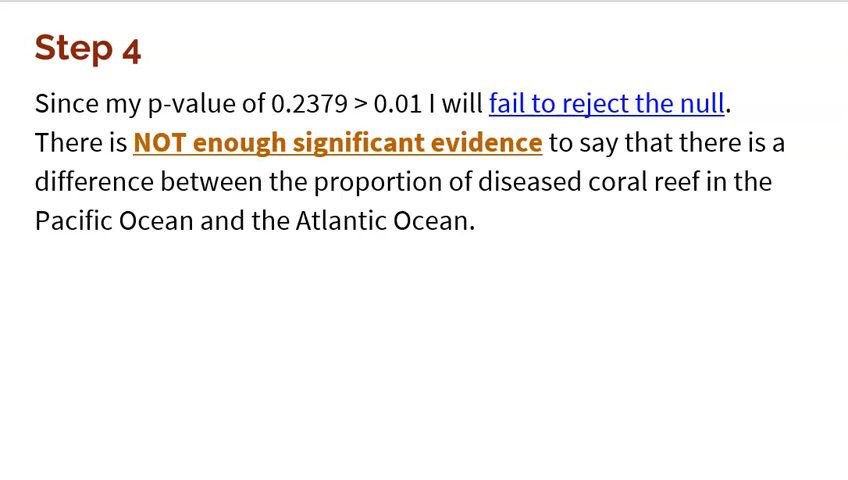 Step 4
Since my p-value of 0.2379 > 0.01 I will fail to reject the null.
There is NOT enough significant evidence to say that there is a
difference between the proportion of diseased coral reef in the
Pacific Ocean and the Atlantic Ocean.